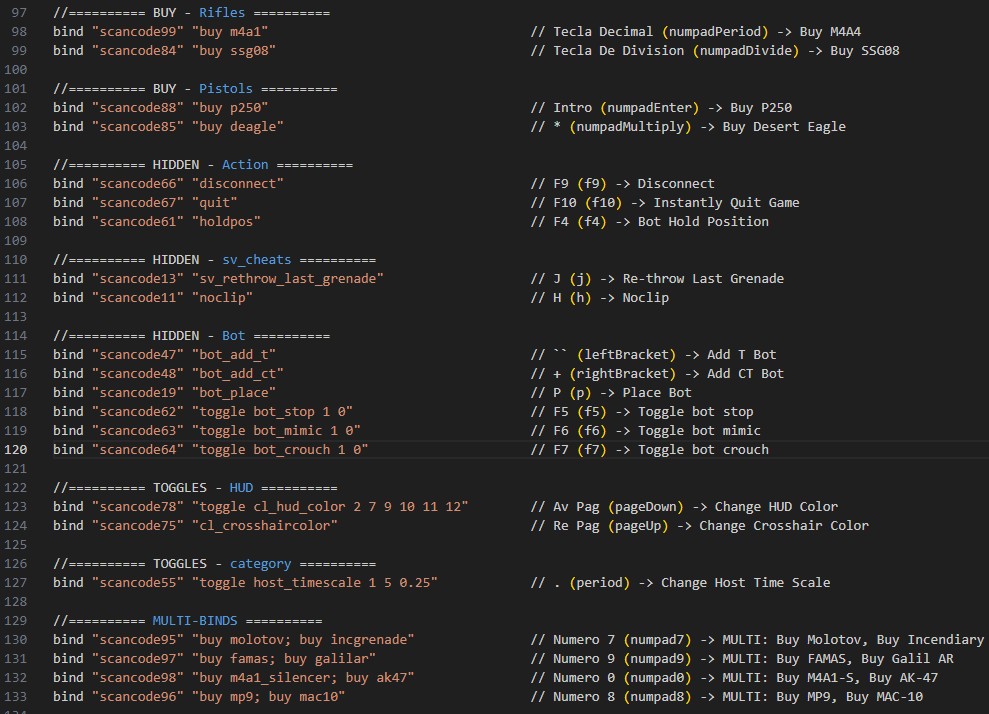 97 //========== BUY - Rifles ==========
98 bind "scancode99" "buy m4a1" // Tecla Decimal (numpadPeriod) -> Buy M4A4
99 bind "scancode84" "buy ssg08" // Tecla De Division (numpadDivide) -> Buy SSG08
100
101 //========== BUY - Pistols ==========
102 bind "scancode88" "buy p250" // Intro (numpadEnter) -> Buy P250
103 bind "scancode85" "buy deagle" // * (numpadMultiply) -> Buy Desert Eagle
104
105 //========== HIDDEN - Action ==========
106 bind "scancode66" "disconnect" // F9 (f9) -> Disconnect
107 bind "scancode67" "quit" // F10 (f10) -> Instantly Quit Game
108 bind "scancode61" "holdpos" // F4 (f4) -> Bot Hold Position
109
110 //========== HIDDEN - sv_cheats ==========
111 bind "scancode13" "sv_rethrow_last_grenade" // J (j) -> Re-throw Last Grenade
112 bind "scancode11" "noclip" // H (h) -> Noclip
113
114 //========== HIDDEN - Bot ==========
115 bind "scancode47" "bot_add_t" // `` (leftBracket) -> Add T Bot
116 bind "scancode48" "bot_add_ct" // + (rightBracket) -> Add CT Bot
117 bind "scancode19" "bot_place" // P (p) -> Place Bot
118 bind "scancode62" "toggle bot_stop 1 0" // F5 (f5) -> Toggle bot stop
119 bind "scancode63" "toggle bot_mimic 1 0" // F6 (f6) -> Toggle bot mimic
120 bind "scancode64" "toggle bot_crouch 1 0" // F7 (f7) -> Toggle bot crouch
121
122 //========== TOGGLES - HUD ==========
123 bind "scancode78" "toggle cl_hud_color 2 7 9 10 11 12" // Av Pag (pageDown) -> Change HUD Color
124 bind "scancode75" "cl_crosshaircolor" // Re Pag (pageUp) -> Change Crosshair Color
125
126 //========== TOGGLES - category ==========
127 bind "scancode55" "toggle host_timescale 1 5 0.25" // . (period) -> Change Host Time Scale
128
129 //========== MULTI-BINDS ==========
130 bind "scancode95" "buy molotov; buy incgrenade" // Numero 7 (numpad7) -> MULTI: Buy Molotov, Buy Incendiary
131 bind "scancode97" "buy famas; buy galilar" // Numero 9 (numpad9) -> MULTI: Buy FAMAS, Buy Galil AR
132 bind "scancode98" "buy m4a1_silencer; buy ak47" // Numero 0 (numpad0) -> MULTI: Buy M4A1-S, Buy AK-47
133 bind "scancode96" "buy mp9; buy mac10" // Numero 8 (numpad8) -> MULTI: Buy MP9, Buy MAC-10